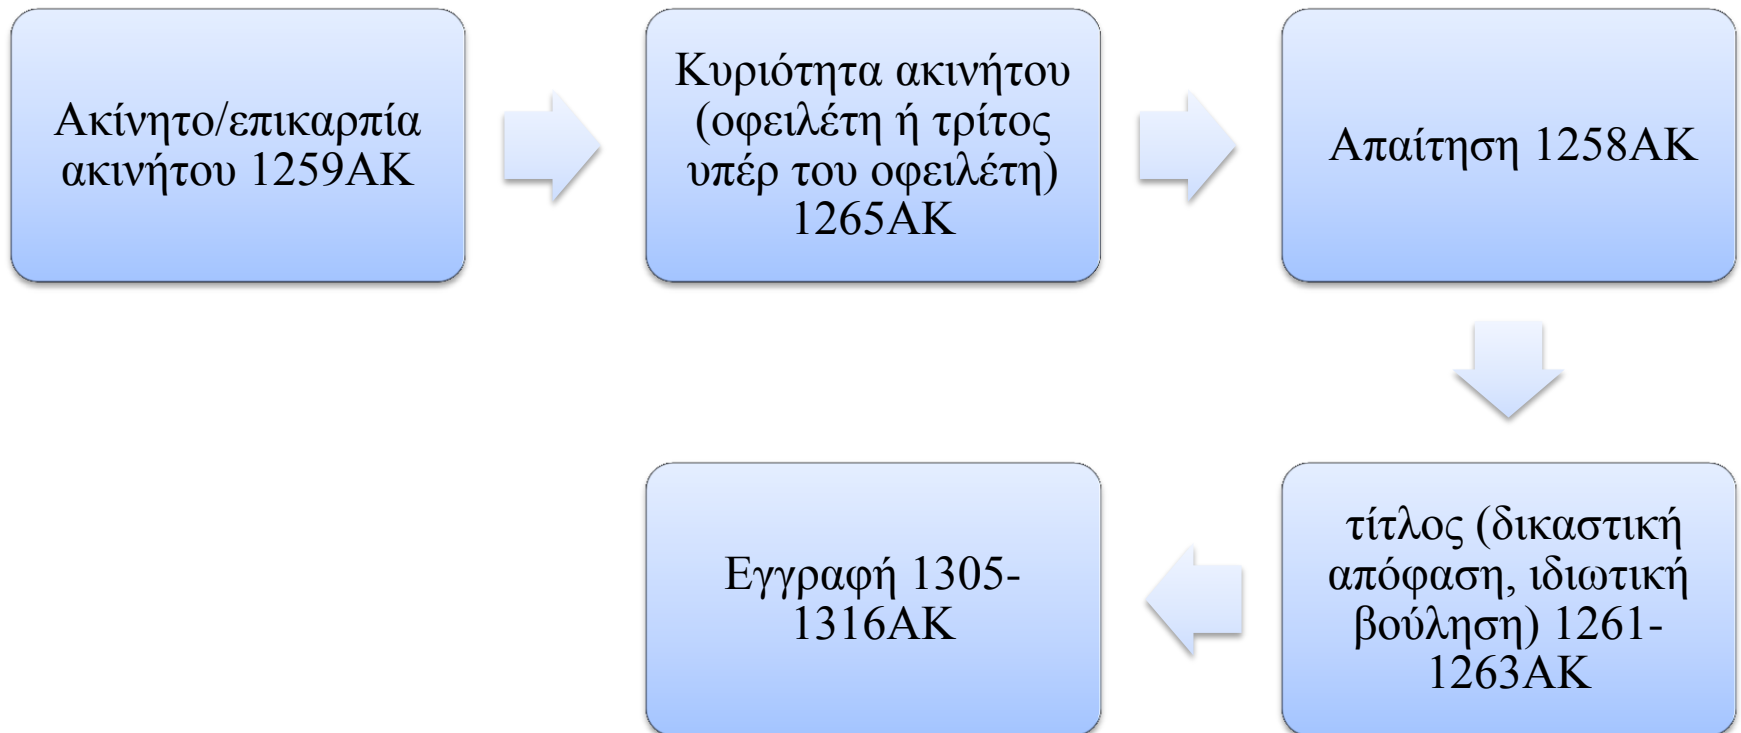 Ακίνητο/επικαρπία
ακινήτου 1259ΑΚ
Κυριότητα ακινήτου
(οφειλέτη ή τρίτος
υπέρ του οφειλέτη)
1265ΑΚ
Απαίτηση 1258ΑΚ
τίτλος (δικαστική
απόφαση, ιδιωτική
βούληση) 1261-
1263ΑΚ
Εγγραφή 1305-
1316ΑΚ